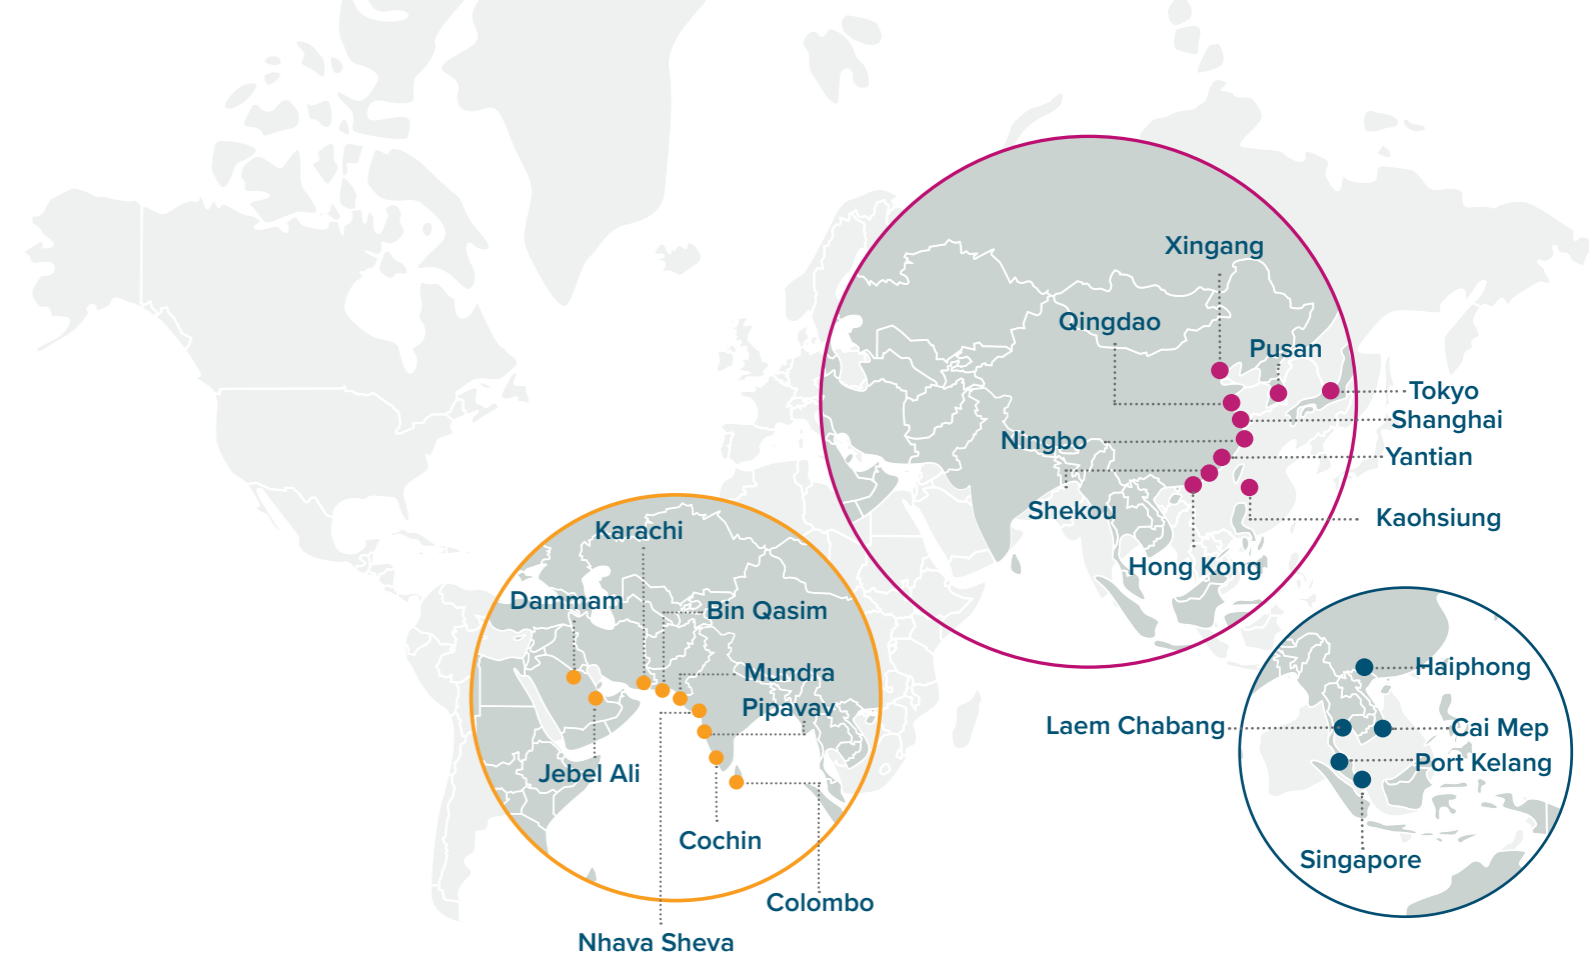 Xingang
Qingdao
Pusan
Tokyo
Shanghai
Ningbo
Yantian
Shekou
Kaohsiung
Hong Kong
Karachi
Dammam
Bin Qasim
Mundra
Pipavav
Jebel Ali
Cochin
Colombo
Nhava Sheva
Haiphong
Laem Chabang
Cai Mep
Port Kelang
Singapore